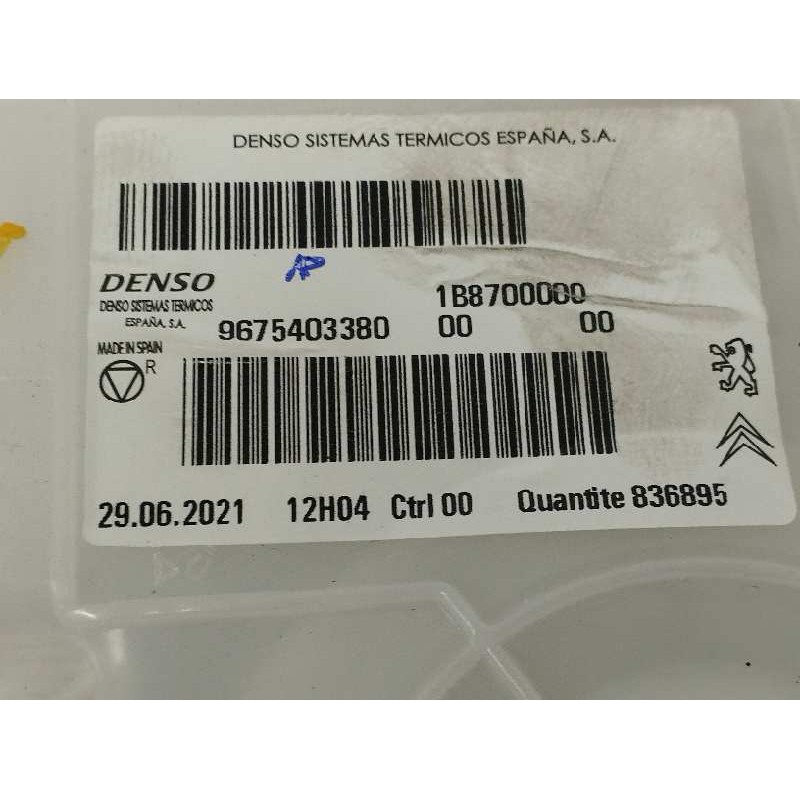 DENSO SISTEMAS TERMICOS ESPAÑA, S.A.
DENSO
DENSO SISTEMAS TERMICOS
ESPAÑA, S.A.
1B8700000
9675403380 00 00
MADE IN SPAIN
R
29.06.2021 12H04 Ctrl 00 Quantite 836895